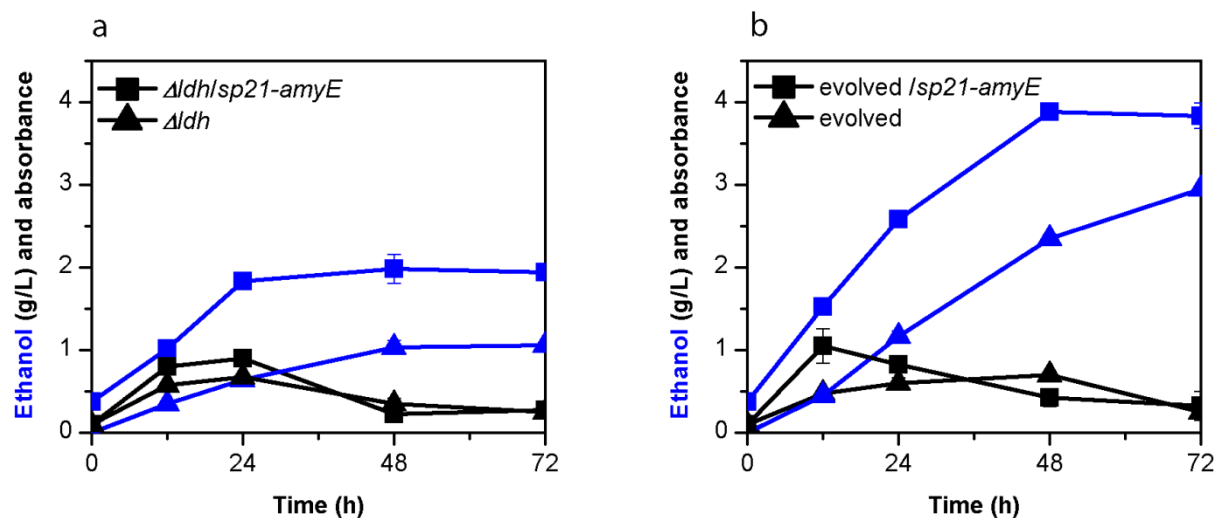 a
Ethanol (g/L) and absorbance
4
3
2
1
0
Δldh/sp21-amyE
Δldh
0
24
48
72
Time (h)
b
Ethanol (g/L) and absorbance
4
3
2
1
0
evolved /sp21-amyE
evolved
0
24
48
72
Time (h)